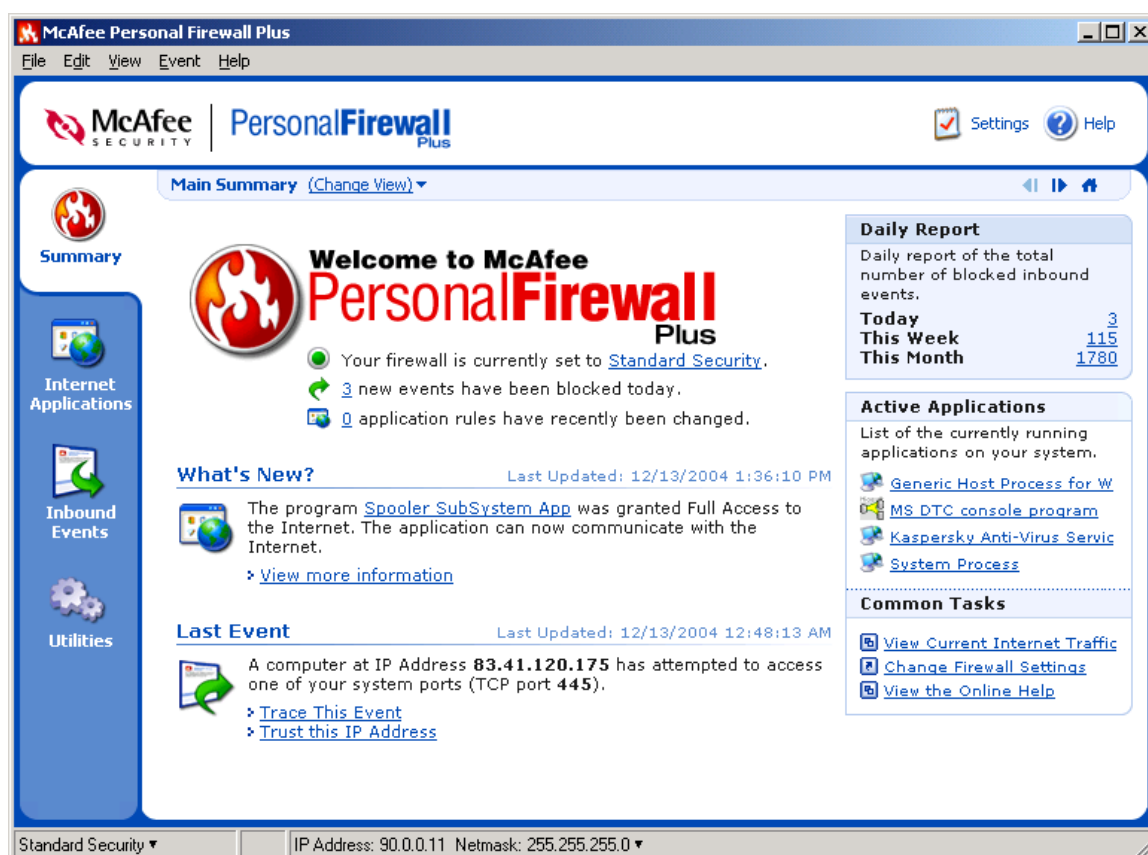 McAfee Personal Firewall Plus
File Edit View Event Help
McAfee
SECURITY
PersonalFirewall
Plus
Settings
Help
Main Summary (Change View)
Summary
Internet
Applications
Inbound
Events
Utilities
Welcome to McAfee
PersonalFirewall
Plus
Your firewall is currently set to Standard Security.
3 new events have been blocked today.
0 application rules have recently been changed.
What's New? Last Updated: 12/13/2004 1:36:10 PM
The program Spooler SubSystem App was granted Full Access to
the Internet. The application can now communicate with the
Internet.
View more information
Last Event Last Updated: 12/13/2004 12:48:13 AM
A computer at IP Address 83.41.120.175 has attempted to access
one of your system ports (TCP port 445).
Trace This Event
Trust this IP Address
Daily Report
Daily report of the total
number of blocked inbound
events.
Today 3
This Week 115
This Month 1780
Active Applications
List of the currently running
applications on your system.
Generic Host Process for W
MS DTC console program
Kaspersky Anti-Virus Servic
System Process
Common Tasks
View Current Internet Traffic
Change Firewall Settings
View the Online Help
Standard Security
IP Address: 90.0.0.11 Netmask: 255.255.255.0